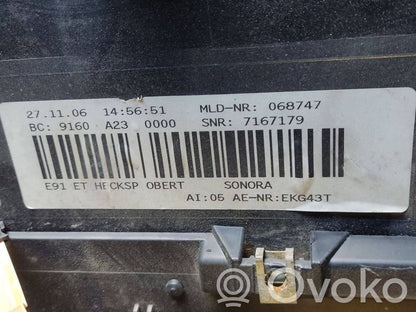 27.11.06 14:56:51 MLD-NR: 068747
BC: 9160 A23 0000 SNR: 7167179
E91 ET HECKSP OBERT SONORA
AI:05 AE-NR:EKG43T
ovoko